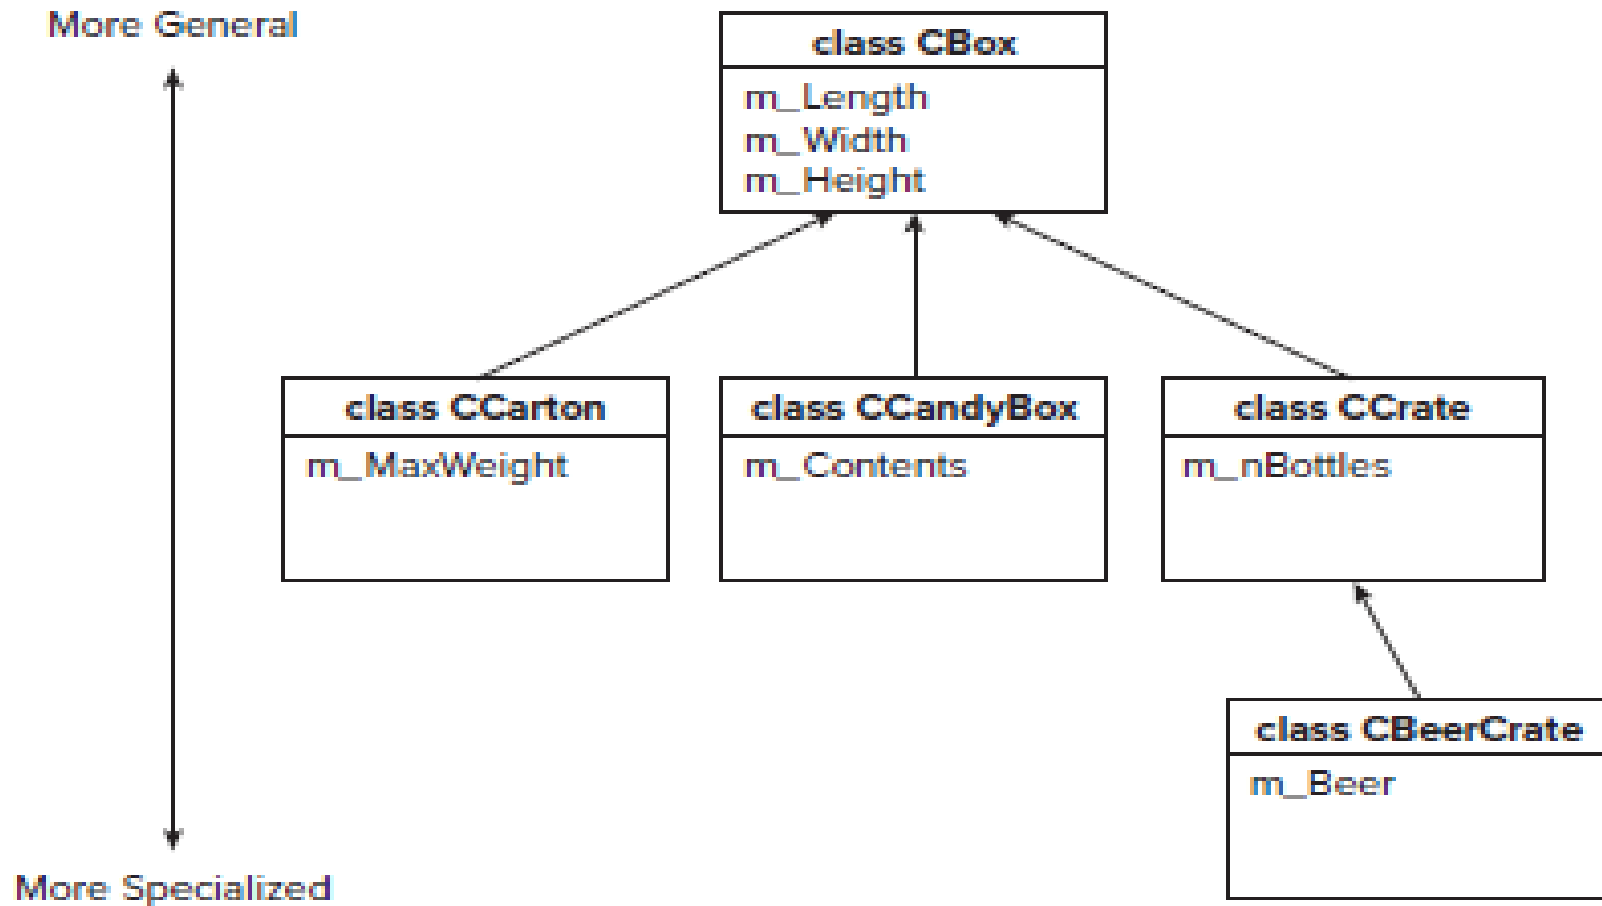 More General
class CBox
m_Length
m_Width
m_Height
class CCarton
m_MaxWeight
class CCandyBox
m_Contents
class CCrate
m_nBottles
class CBeerCrate
m_Beer
More Specialized